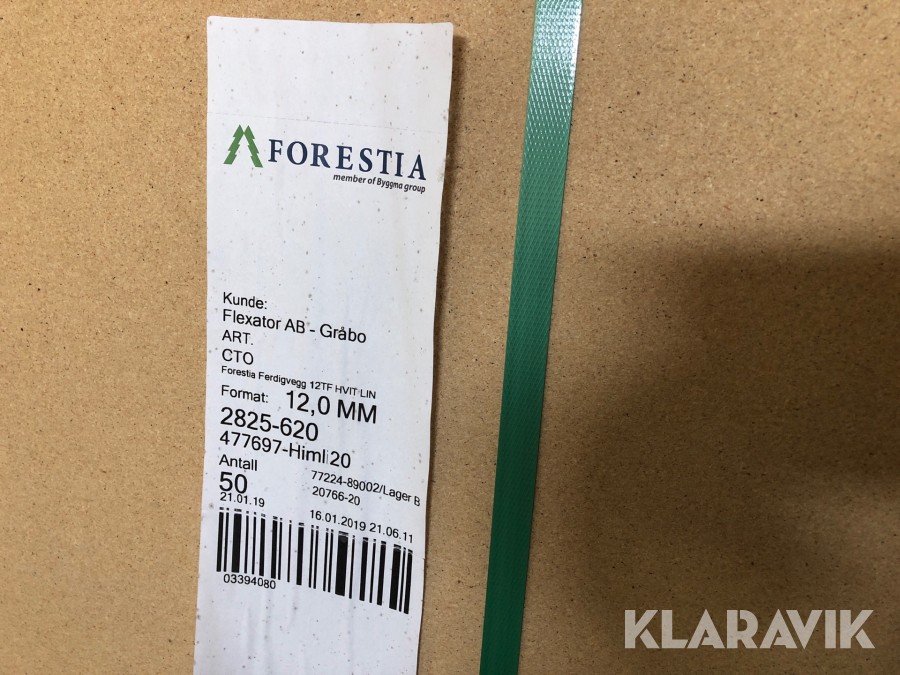 FORESTIA
member of Byggma group
Kunde:
Flexator AB - Gråbo
ART.
CTO
Forestia Ferdigvegg 12TF HVIT LIN
Format: 12,0 MM
2825-620
477697-Himli20
Antall 77224-89002/Lager B
50 20766-20
21.01.19 16.01.2019 21.06.11
03394080
KLARAVIK